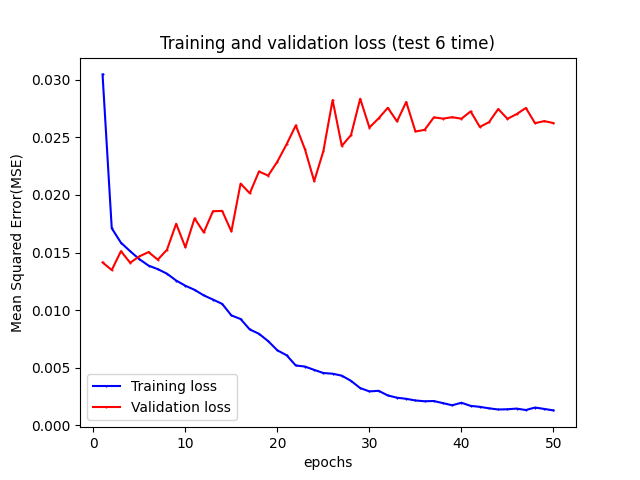 Training and validation loss (test 6 time)
Mean Squared Error(MSE)
0.030
0.025
0.020
0.015
0.010
0.005
0.000
Training loss
Validation loss
0 10 20 30 40 50
epochs